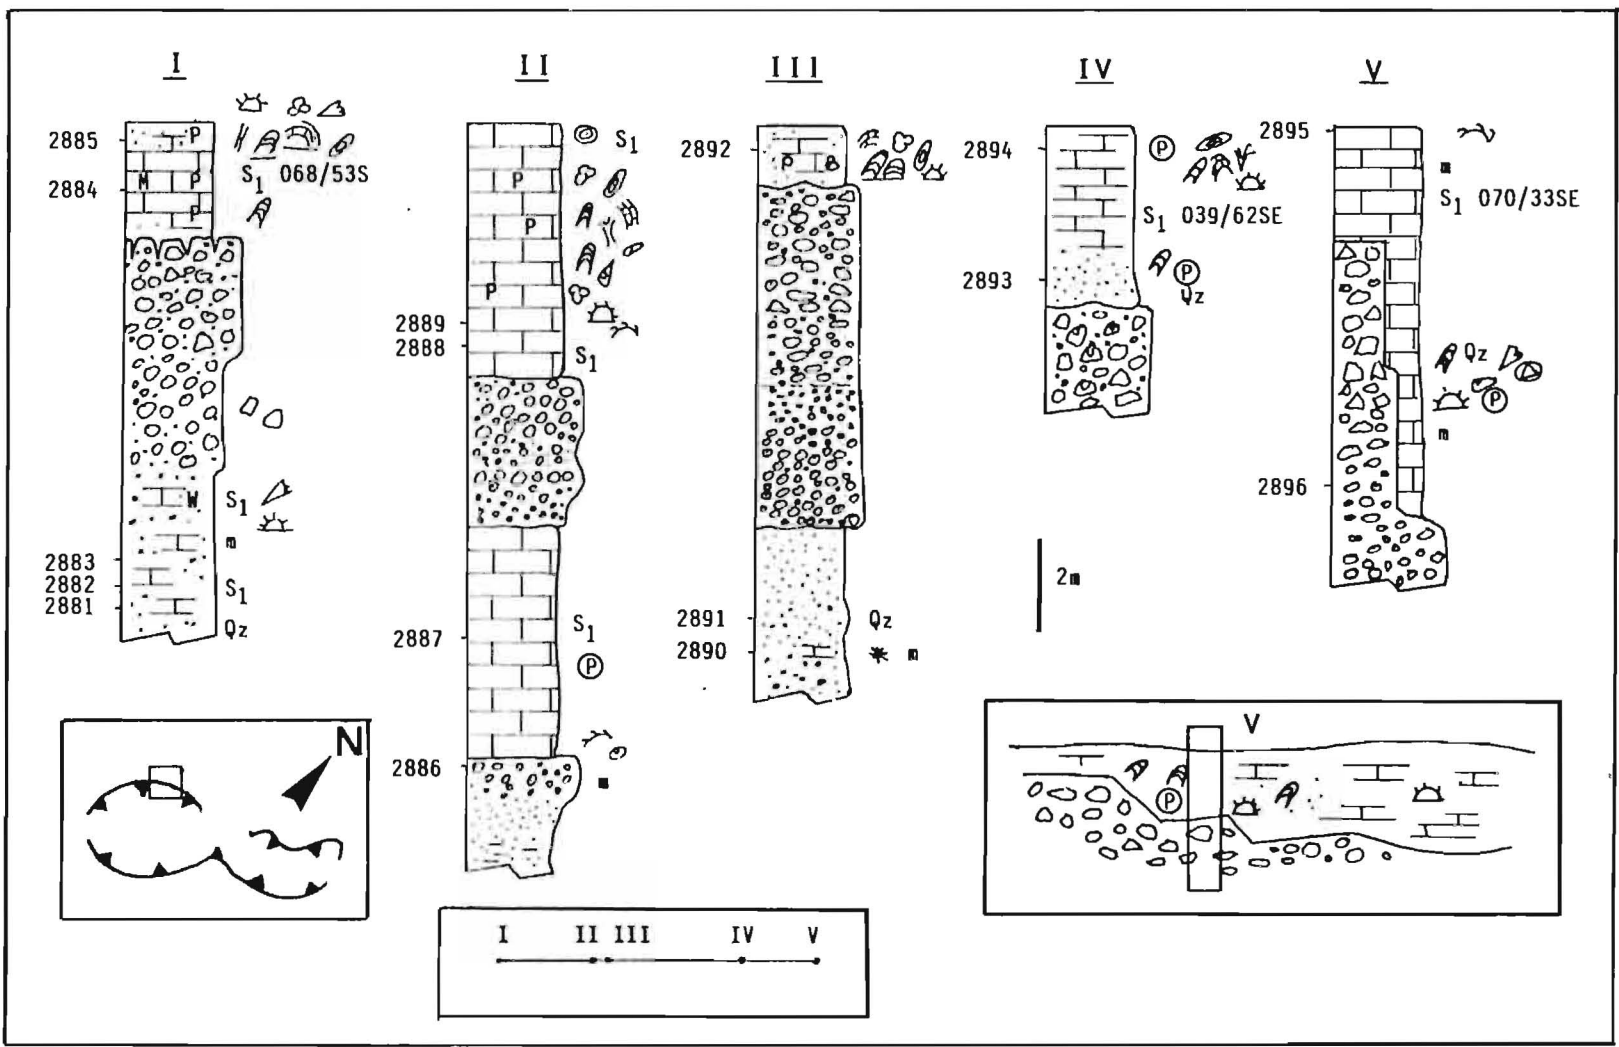 I
2885
P
S1 068/53S
2884
M P
P
W S1
m
2883
2882
S1
2881
Qz
II
S1
P
P
P
2889
2888
S1
2887
S1
P
2886
m
III
2892
P
2891
Qz
2890
m
IV
2894
P
S1 039/62SE
2893
P
Qz
V
2895
m
S1 070/33SE
Qz
P
m
2896
2m
N
I II III IV V
V
P